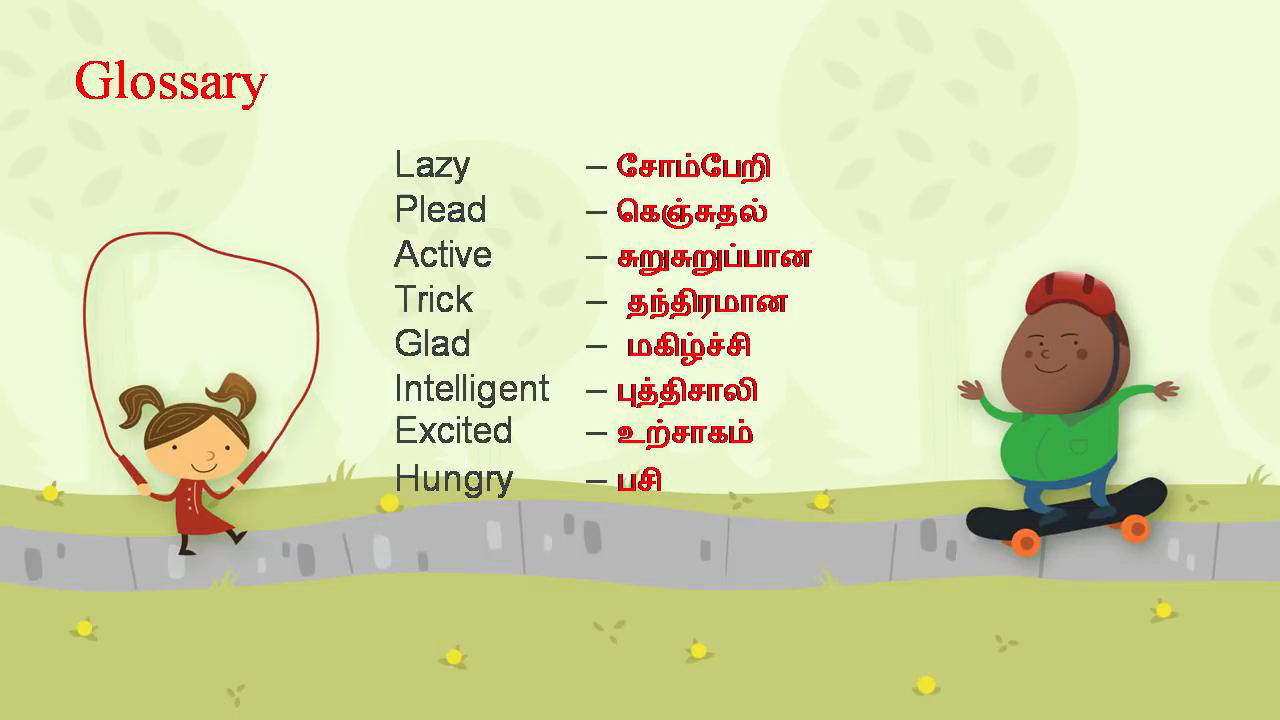 Glossary
Lazy – சோம்பேறி
Plead – கெஞ்சுதல்
Active – சுறுசுறுப்பான
Trick – தந்திரமான
Glad – மகிழ்ச்சி
Intelligent – புத்திசாலி
Excited – உற்சாகம்
Hungry – பசி